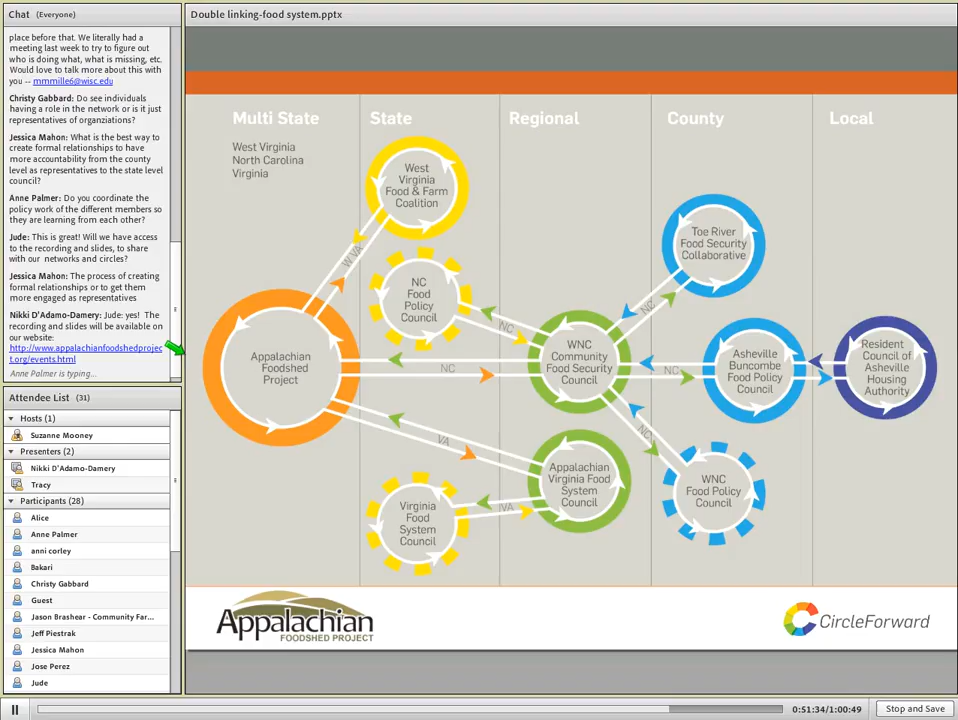 Chat (Everyone)
place before that. We literally had a
meeting last week to try to figure out
who is doing what, what is missing, etc.
Would love to talk more about this with
you -- mmmille6@wisc.edu
Christy Gabbard: Do see individuals
having a role in the network or is it just
representatives of organziations?
Jessica Mahon: What is the best way to
create formal relationships to have
more accountability from the county
level as representatives to the state level
council?
Anne Palmer: Do you coordinate the
policy work of the different members so
they are learning from each other?
Jude: This is great! Will we have access
to the recording and slides, to share
with our networks and circles?
Jessica Mahon: The process of creating
formal relationships or to get them
more engaged as representatives
Nikki D'Adamo-Damery: Jude: yes! The
recording and slides will be available on
our website:
http://www.appalachianfoodshedprojec
t.org/events.html
Anne Palmer is typing...
Attendee List (31)
Hosts (1)
Suzanne Mooney
Presenters (2)
Nikki D'Adamo-Damery
Tracy
Participants (28)
Alice
Anne Palmer
anni corley
Bakari
Christy Gabbard
Guest
Jason Brashear - Community Far...
Jeff Piestrak
Jessica Mahon
Jose Perez
Jude
Double linking-food system.pptx
Multi State
State
Regional
County
Local
West Virginia
North Carolina
Virginia
West
Virginia
Food & Farm
Coalition
W VA
NC
Food
Policy
Council
NC
Appalachian
Foodshed
Project
NC
WNC
Community
Food Security
Council
NC
Toe River
Food Security
Collaborative
NC
Asheville
Buncombe
Food Policy
Council
Resident
Council of
Asheville
Housing
Authority
NC
WNC
Food Policy
Council
VA
Appalachian
Virginia Food
System
Council
VA
Virginia
Food
System
Council
Appalachian
FOODSHED PROJECT
CircleForward
0:51:34/1:00:49
Stop and Save